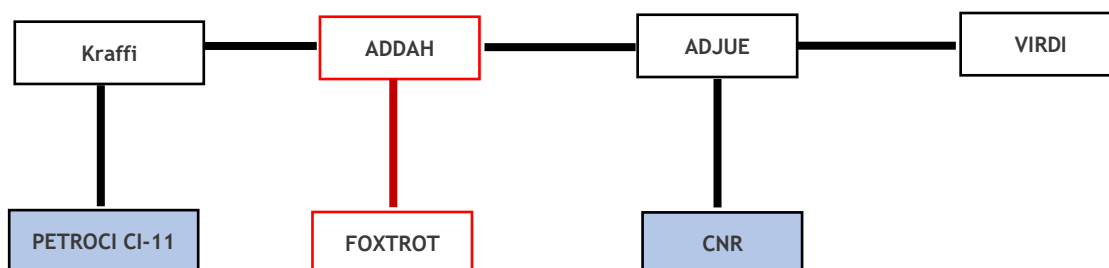 Kraffi
ADDAH
ADJUE
VIRDI
PETROCI CI-11
FOXTROT
CNR